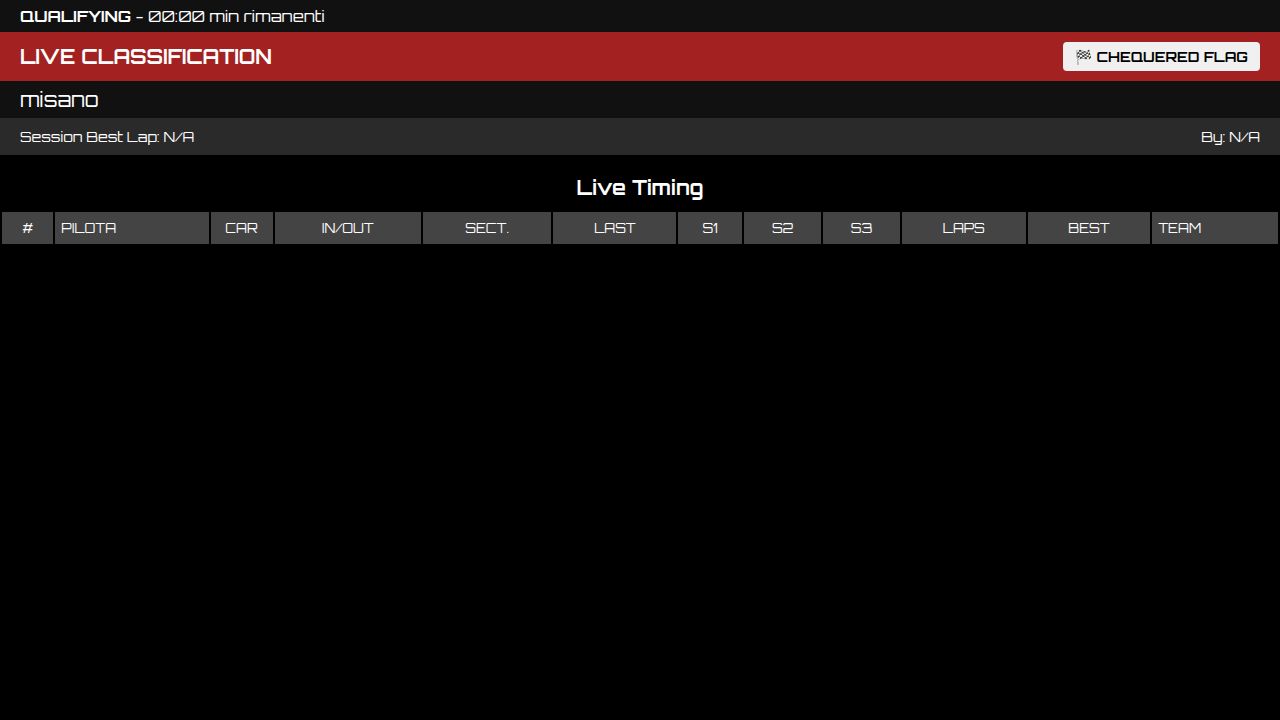 QUALIFYING - 00:00 min rimanenti
LIVE CLASSIFICATION
🏁 CHEQUERED FLAG
misano
Session Best Lap: N/A
By: N/A
Live Timing
# PILOTA CAR IN/OUT SECT. LAST S1 S2 S3 LAPS BEST TEAM